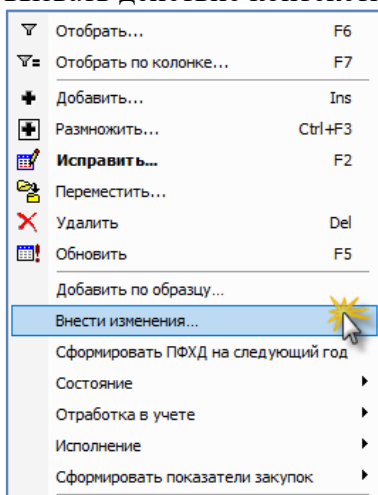 Отобрать... F6
Отобрать по колонке... F7
Добавить... Ins
Размножить... Ctrl+F3
Исправить... F2
Переместить...
Удалить Del
Обновить F5
Добавить по образцу...
Внести изменения...
Сформировать ПФХД на следующий год
Состояние
Отработка в учете
Исполнение
Сформировать показатели закупок